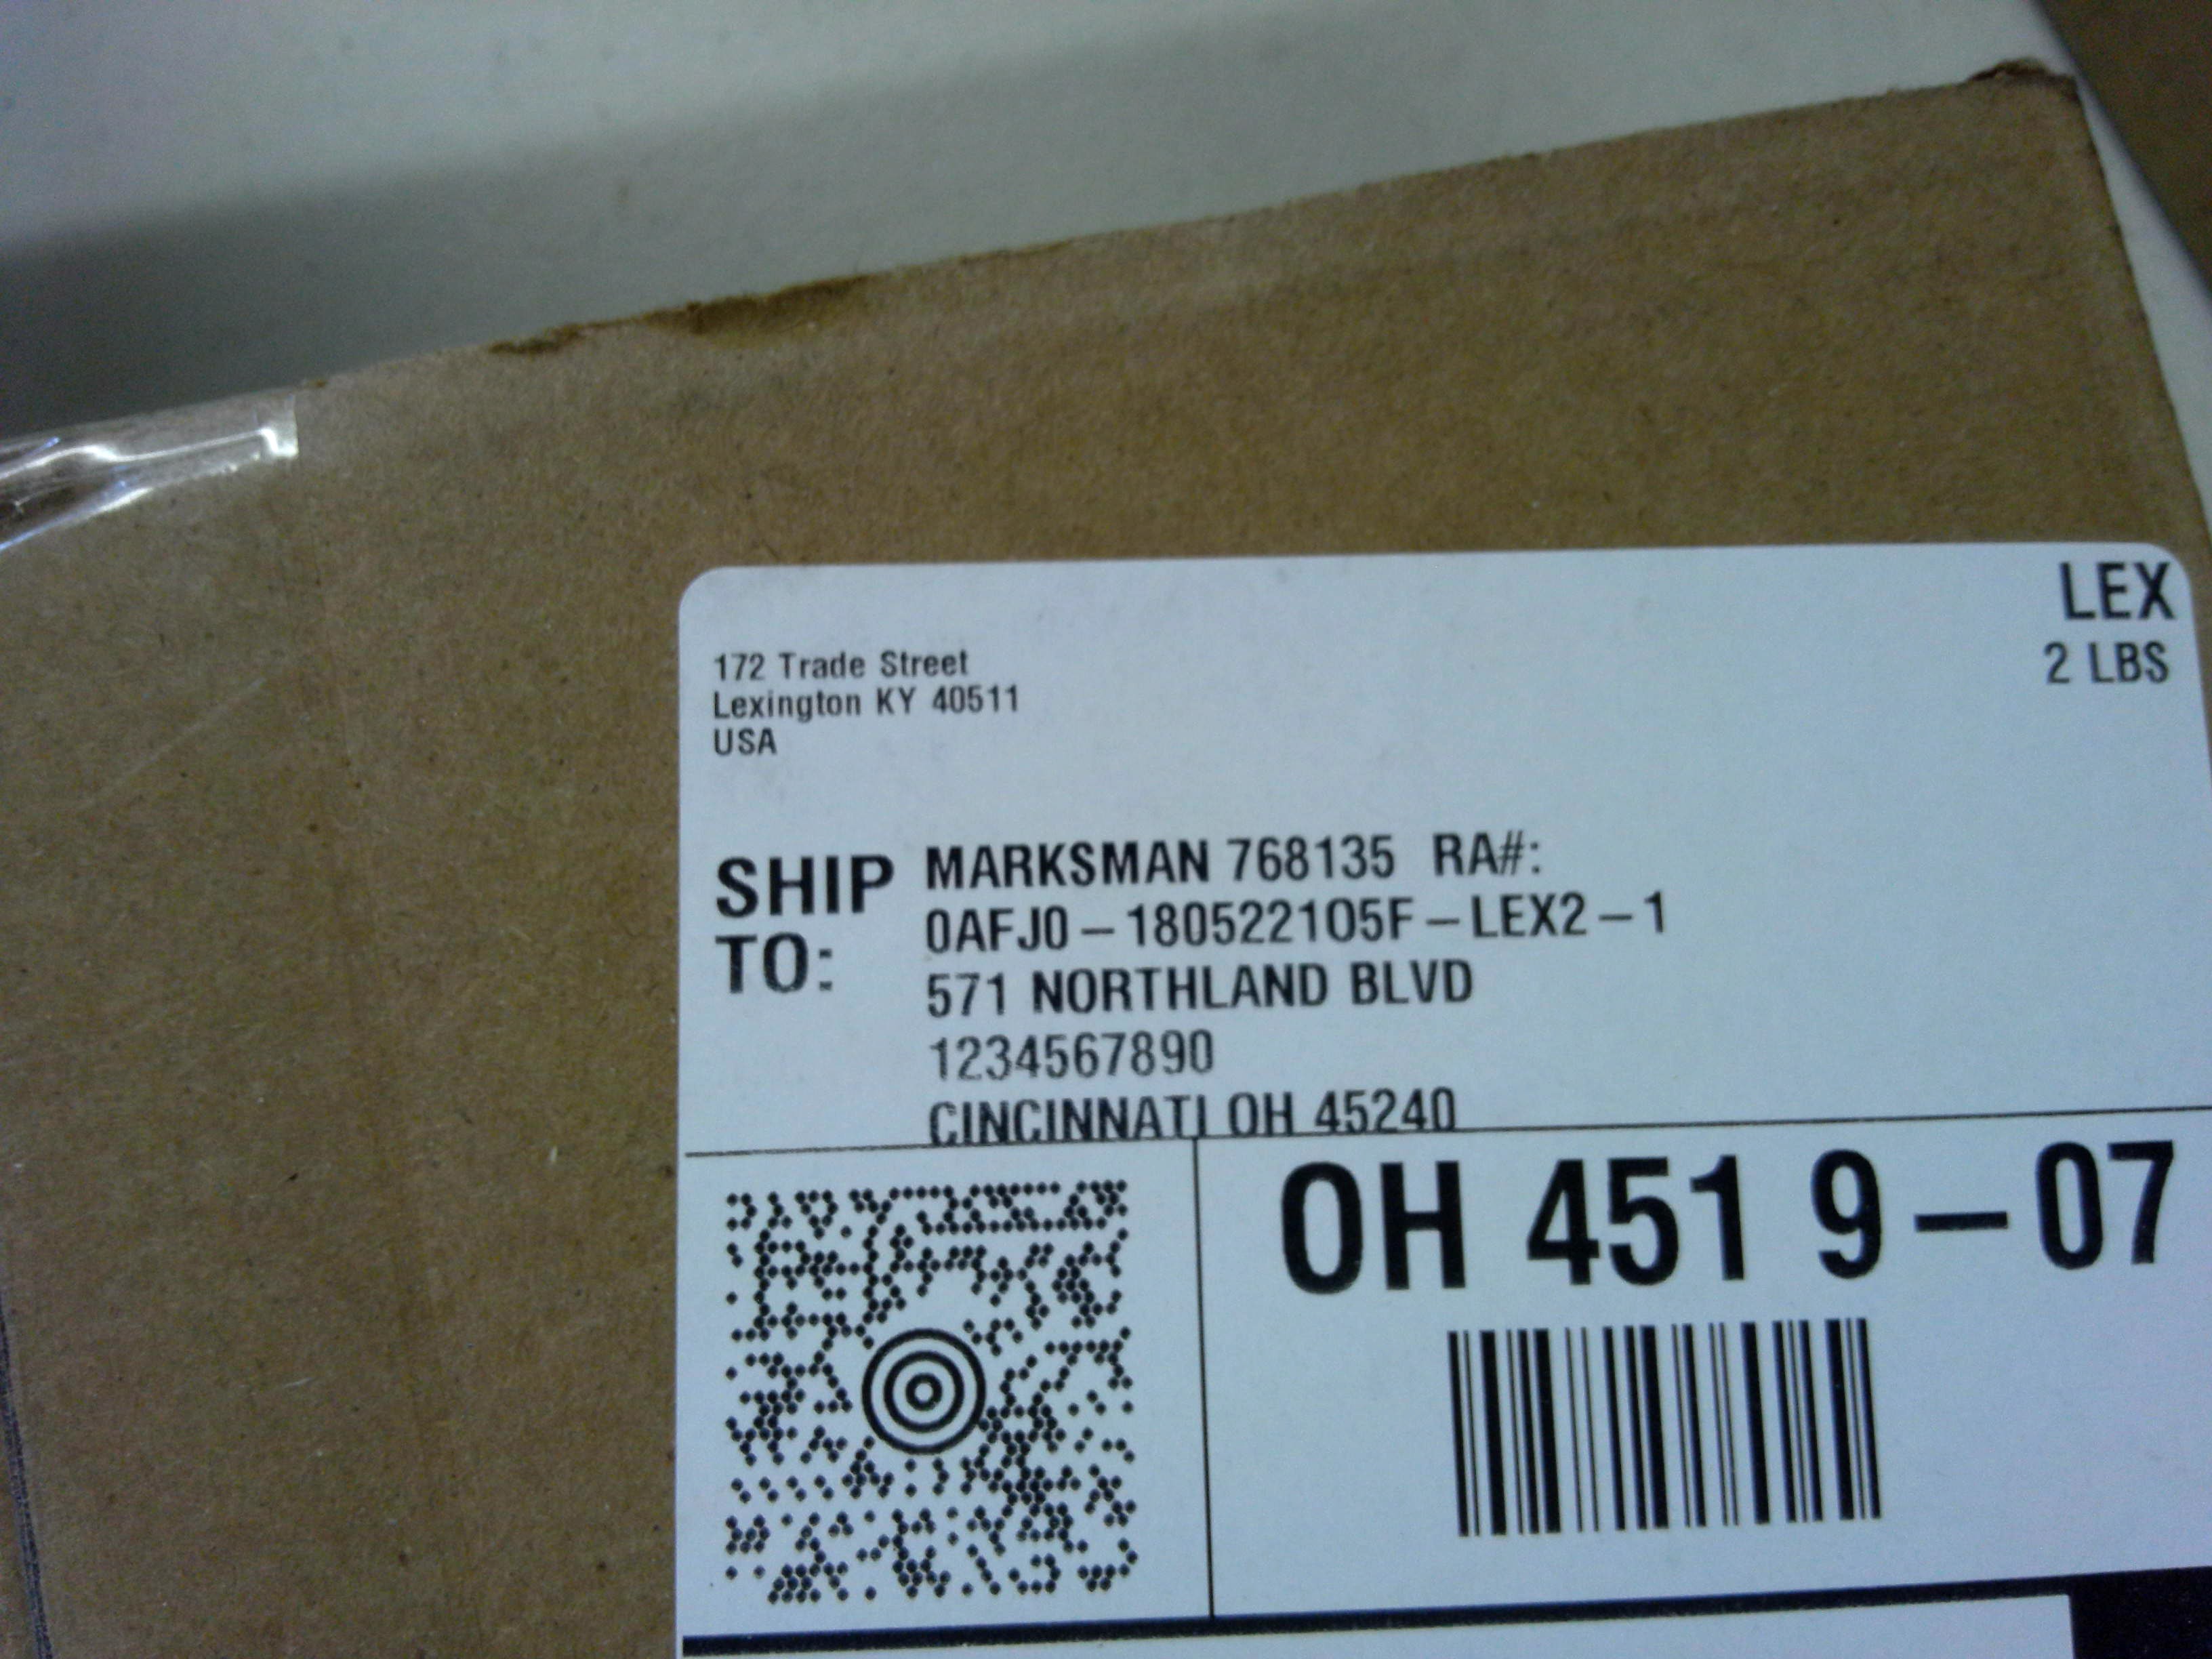 LEX
2 LBS
172 Trade Street
Lexington KY 40511
USA
SHIP TO:
MARKSMAN 768135 RA#:
0AFJ0-180522105F-LEX2-1
571 NORTHLAND BLVD
1234567890
CINCINNATI OH 45240
OH 451 9-07